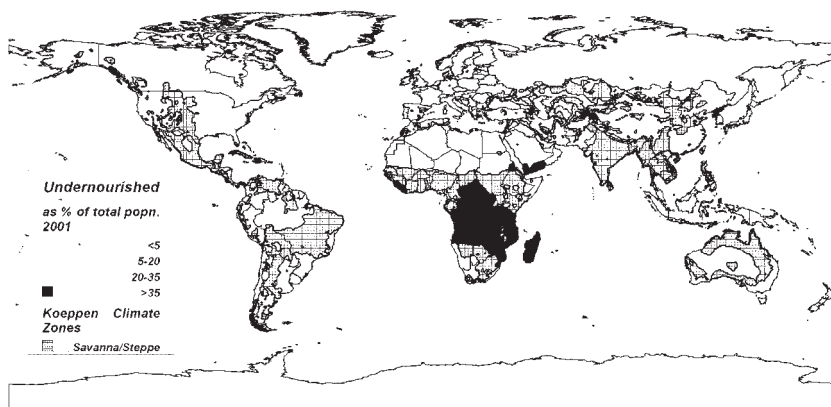 Undernourished
as % of total popn.
2001
<5
5-20
20-35
>35
Koeppen Climate
Zones
Savanna/Steppe